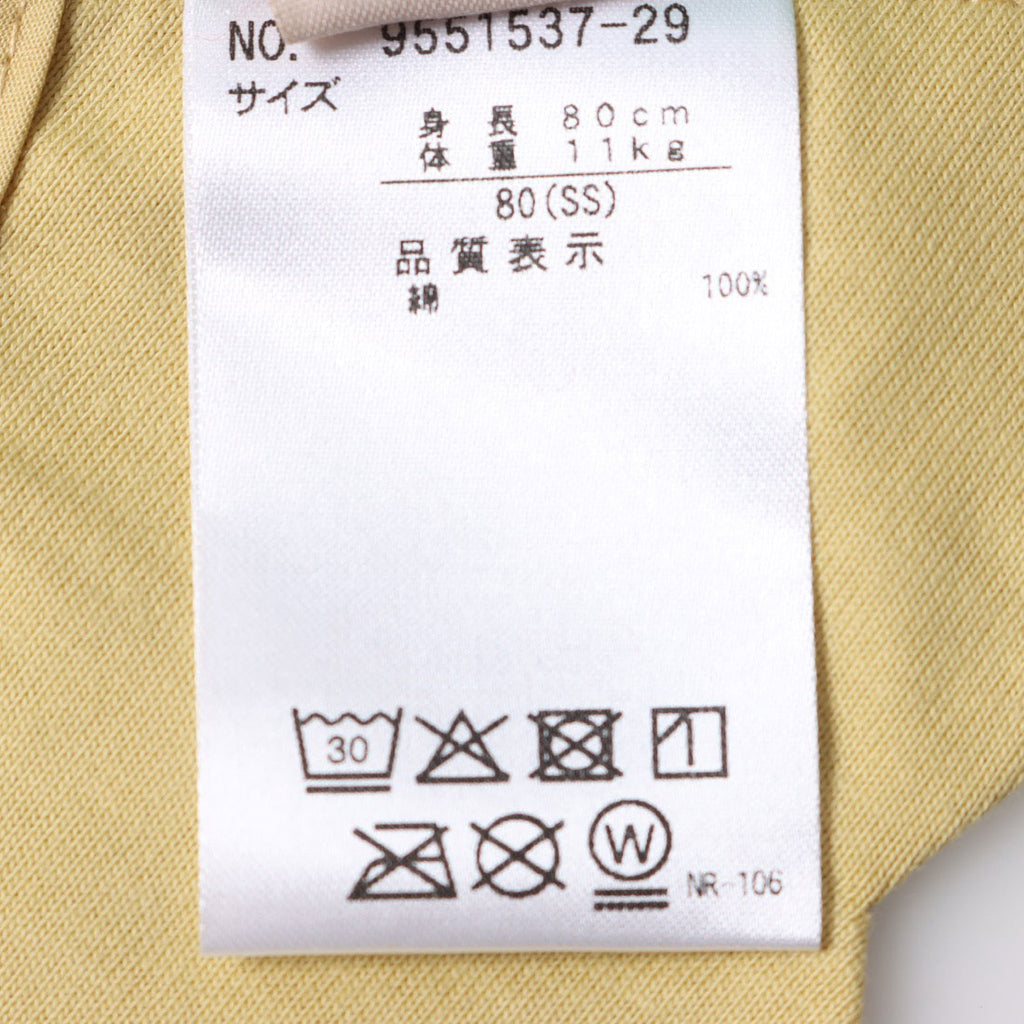 NO. 9551537-29
サイズ
身長 80cm
体重 11kg
80(SS)
品質表示
綿 100%
30
W NR-106